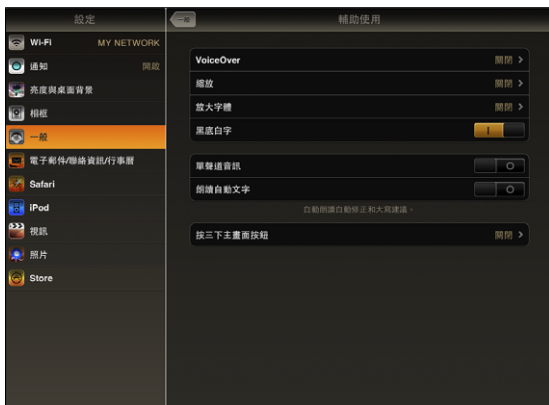 設定
Wi-Fi MY NETWORK
通知 開啟
亮度與桌面背景
相框
一般
電子郵件/聯絡資訊/行事曆
Safari
iPod
視訊
照片
Store
一般
輔助使用
VoiceOver 關閉
縮放 關閉
放大字體 關閉
黑底白字
單聲道音訊
朗讀自動文字
自動朗讀自動修正和大寫建議。
按三下主畫面按鈕 關閉